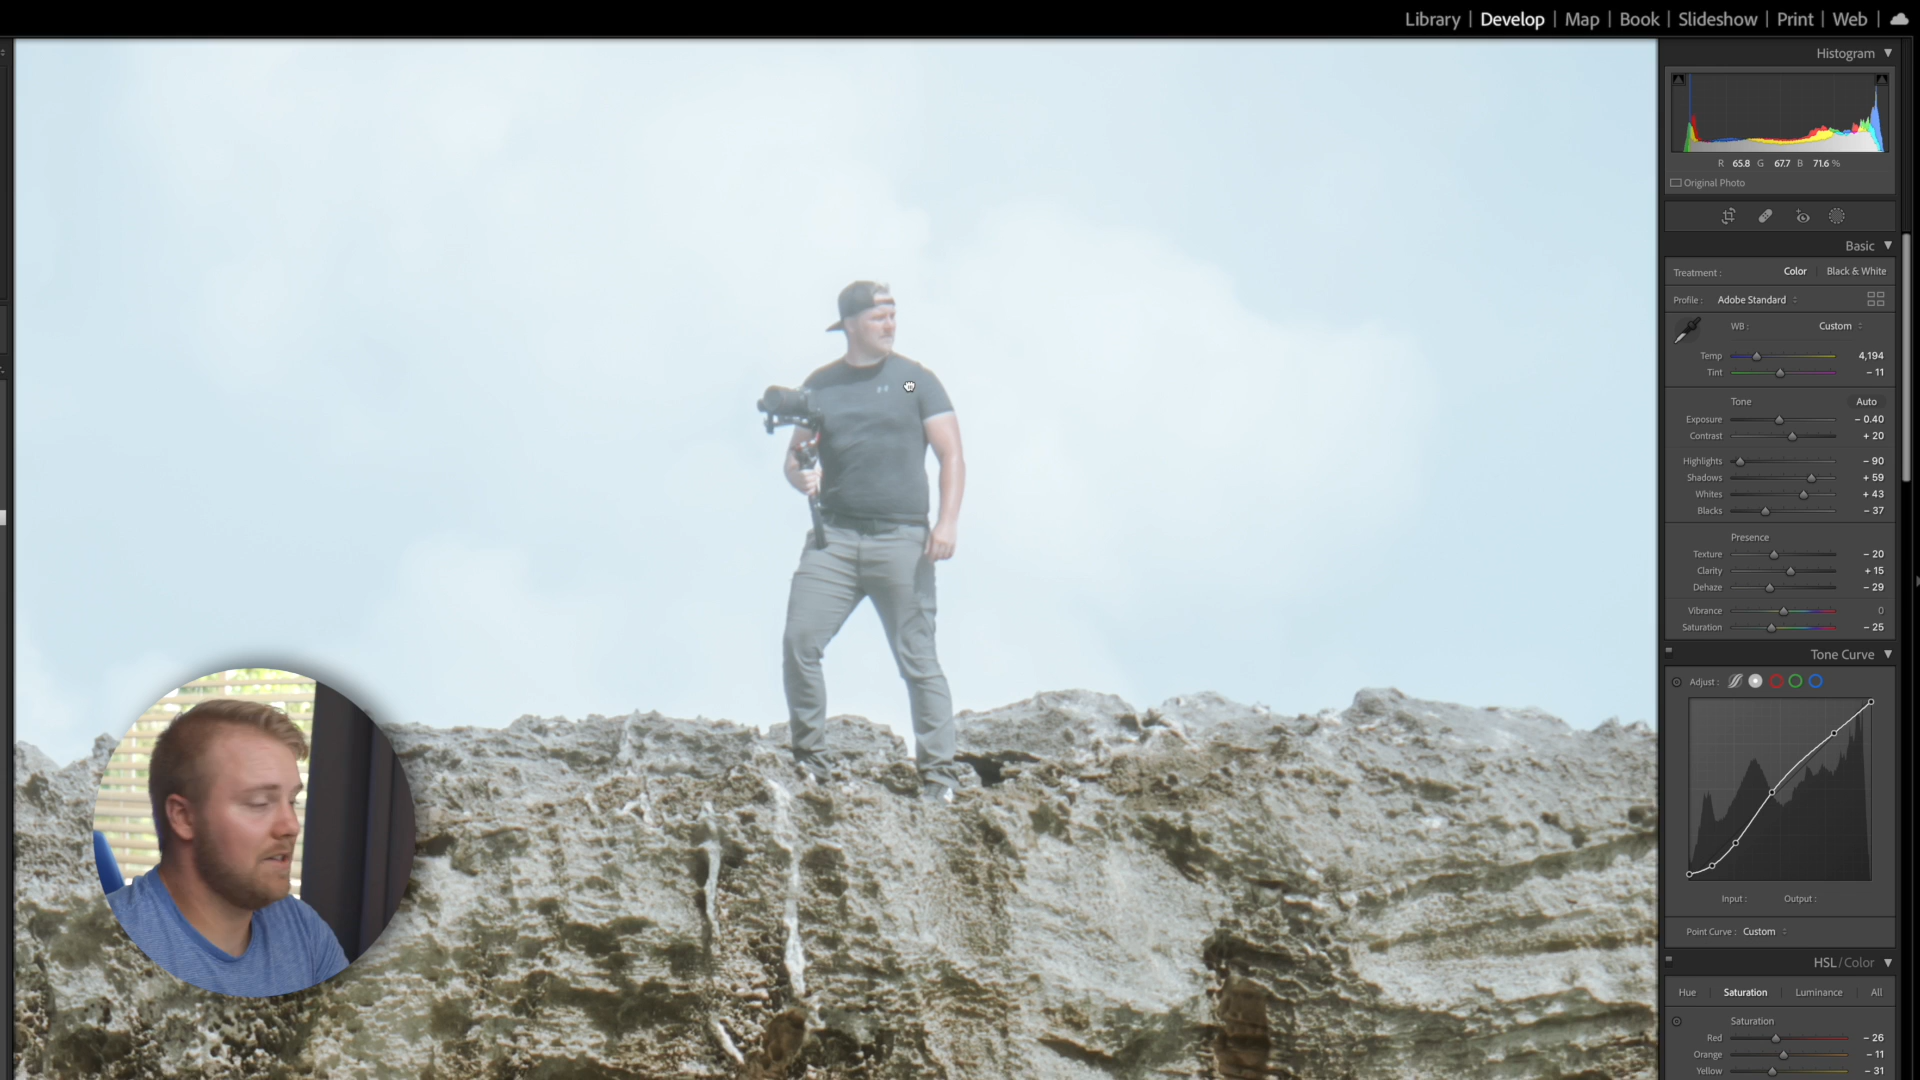 Library | Develop | Map | Book | Slideshow | Print | Web |
Histogram
R 65.8 G 67.7 B 71.6 %
Original Photo
Basic
Treatment : Color Black & White
Profile : Adobe Standard
WB : Custom
Temp 4,194
Tint - 11
Tone Auto
Exposure - 0.40
Contrast + 20
Highlights - 90
Shadows + 59
Whites + 43
Blacks - 37
Presence
Texture - 20
Clarity + 15
Dehaze - 29
Vibrance 0
Saturation - 25
Tone Curve
Adjust :
Input : Output :
Point Curve : Custom
HSL / Color
Hue Saturation Luminance All
Saturation
Red - 26
Orange - 11
Yellow - 31